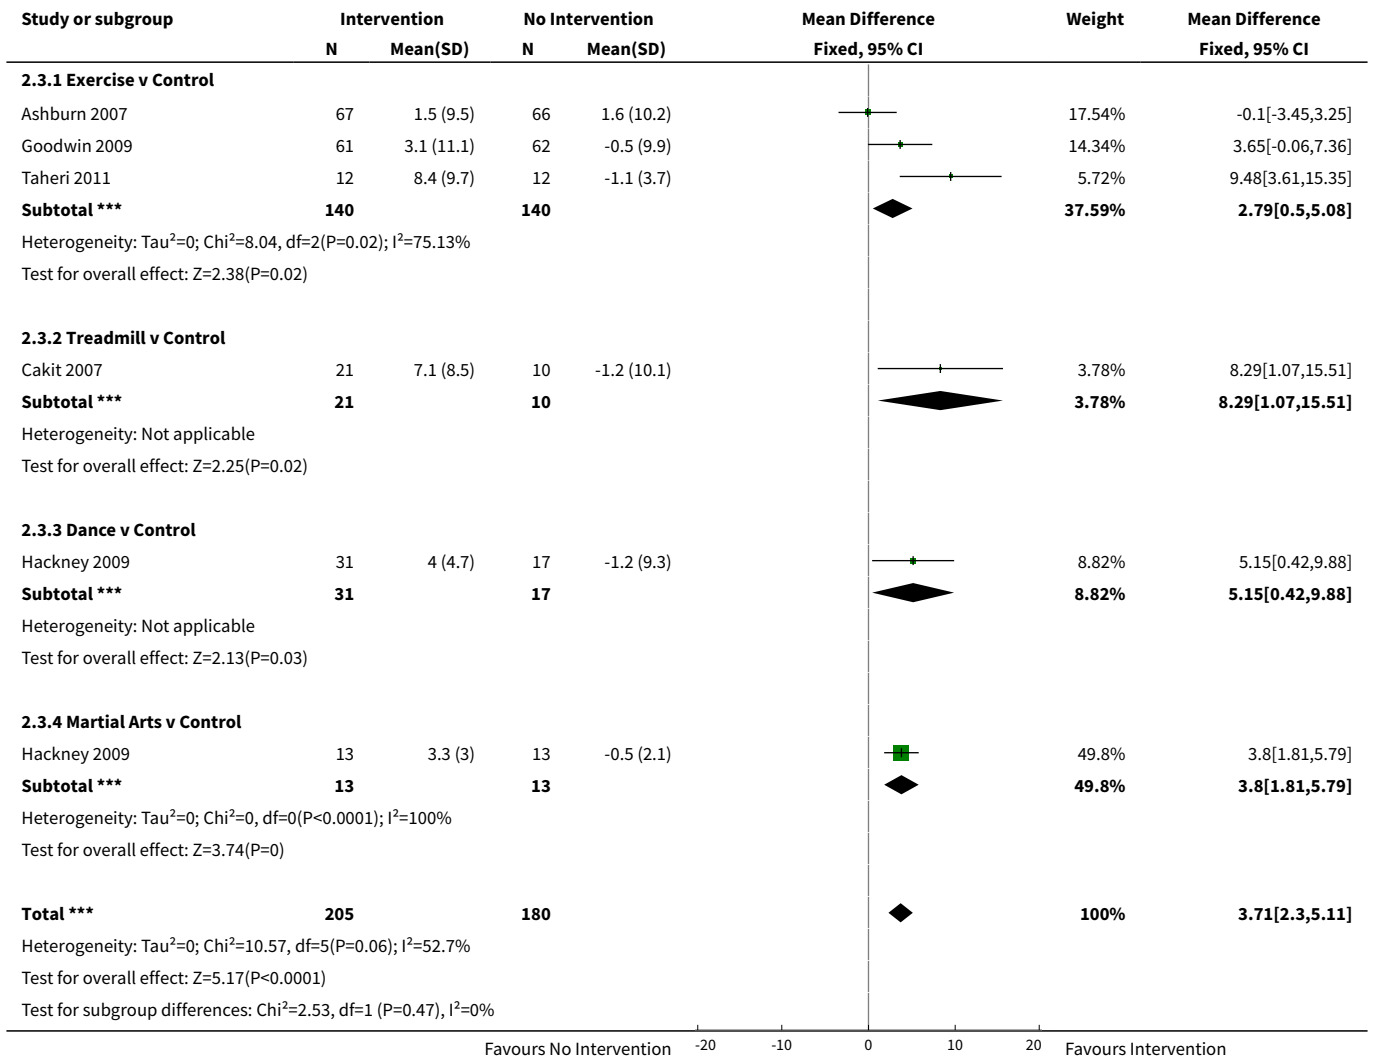 Study or subgroup Intervention No Intervention Mean Difference Weight Mean Difference
N Mean(SD) N Mean(SD) Fixed, 95% CI Fixed, 95% CI
2.3.1 Exercise v Control
Ashburn 2007 67 1.5 (9.5) 66 1.6 (10.2) 17.54% -0.1[-3.45,3.25]
Goodwin 2009 61 3.1 (11.1) 62 -0.5 (9.9) 14.34% 3.65[-0.06,7.36]
Taheri 2011 12 8.4 (9.7) 12 -1.1 (3.7) 5.72% 9.48[3.61,15.35]
Subtotal *** 140 140 37.59% 2.79[0.5,5.08]
Heterogeneity: Tau²=0; Chi²=8.04, df=2(P=0.02); I²=75.13%
Test for overall effect: Z=2.38(P=0.02)
2.3.2 Treadmill v Control
Cakit 2007 21 7.1 (8.5) 10 -1.2 (10.1) 3.78% 8.29[1.07,15.51]
Subtotal *** 21 10 3.78% 8.29[1.07,15.51]
Heterogeneity: Not applicable
Test for overall effect: Z=2.25(P=0.02)
2.3.3 Dance v Control
Hackney 2009 31 4 (4.7) 17 -1.2 (9.3) 8.82% 5.15[0.42,9.88]
Subtotal *** 31 17 8.82% 5.15[0.42,9.88]
Heterogeneity: Not applicable
Test for overall effect: Z=2.13(P=0.03)
2.3.4 Martial Arts v Control
Hackney 2009 13 3.3 (3) 13 -0.5 (2.1) 49.8% 3.8[1.81,5.79]
Subtotal *** 13 13 49.8% 3.8[1.81,5.79]
Heterogeneity: Tau²=0; Chi²=0, df=0(P<0.0001); I²=100%
Test for overall effect: Z=3.74(P=0)
Total *** 205 180 100% 3.71[2.3,5.11]
Heterogeneity: Tau²=0; Chi²=10.57, df=5(P=0.06); I²=52.7%
Test for overall effect: Z=5.17(P<0.0001)
Test for subgroup differences: Chi²=2.53, df=1 (P=0.47), I²=0%
Favours No Intervention -20 -10 0 10 20 Favours Intervention